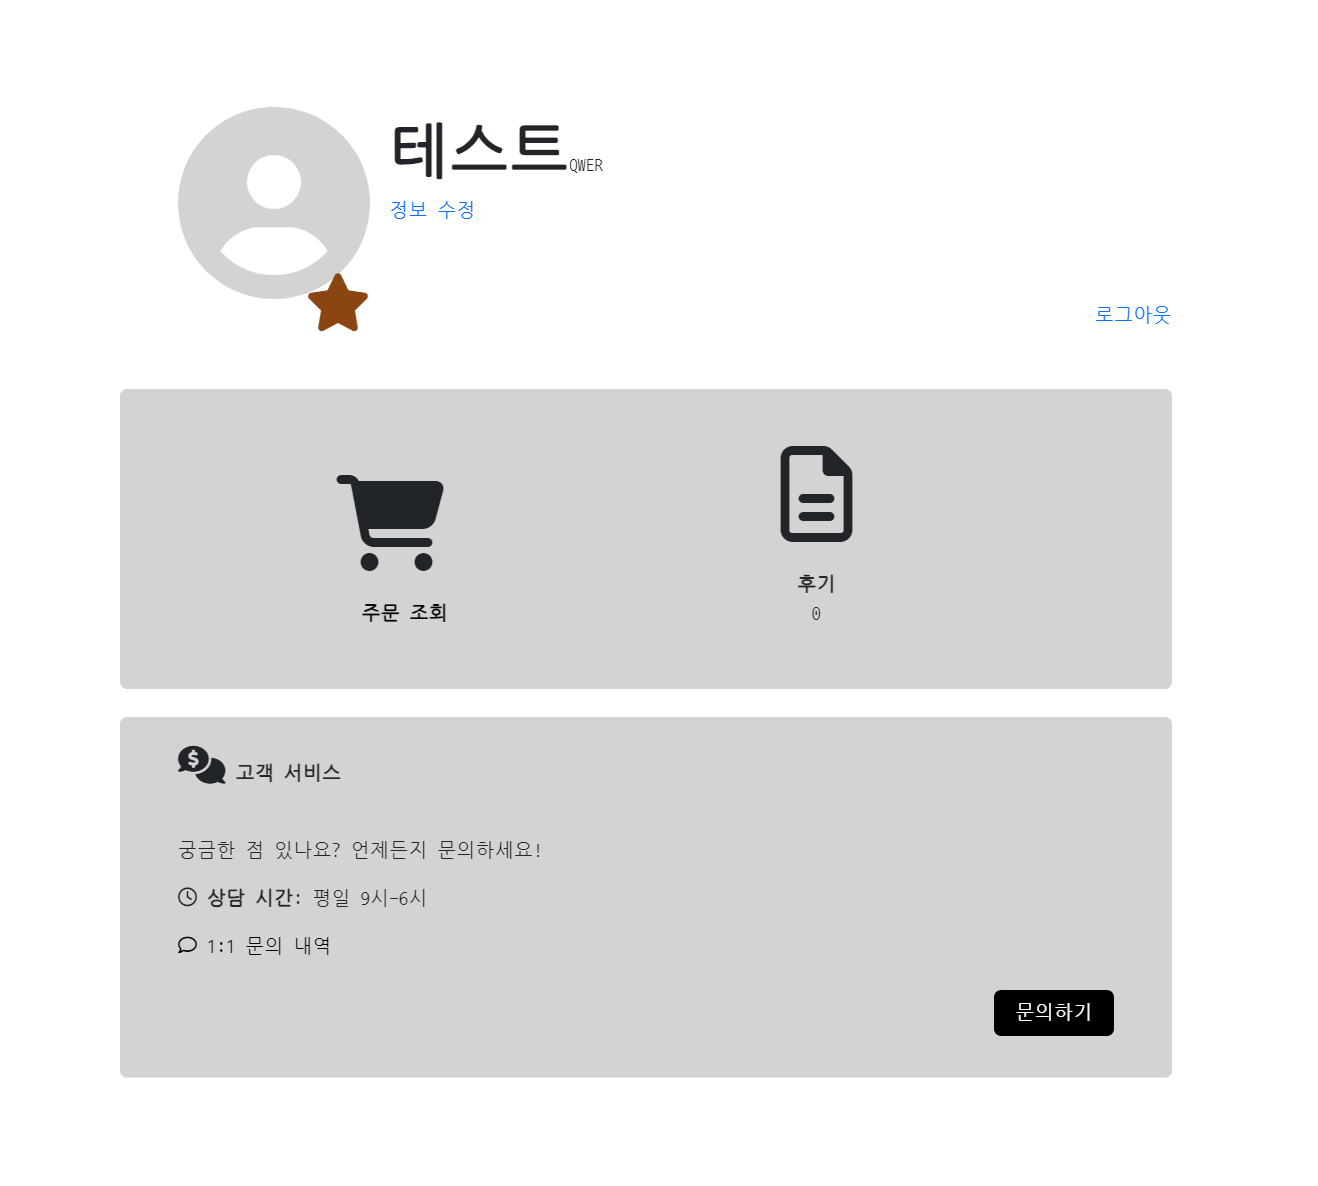 테스트QWER
정보 수정
로그아웃
주문 조회
후기
0
$ 고객 서비스
궁금한 점 있나요? 언제든지 문의하세요!
상담 시간: 평일 9시-6시
1:1 문의 내역
문의하기